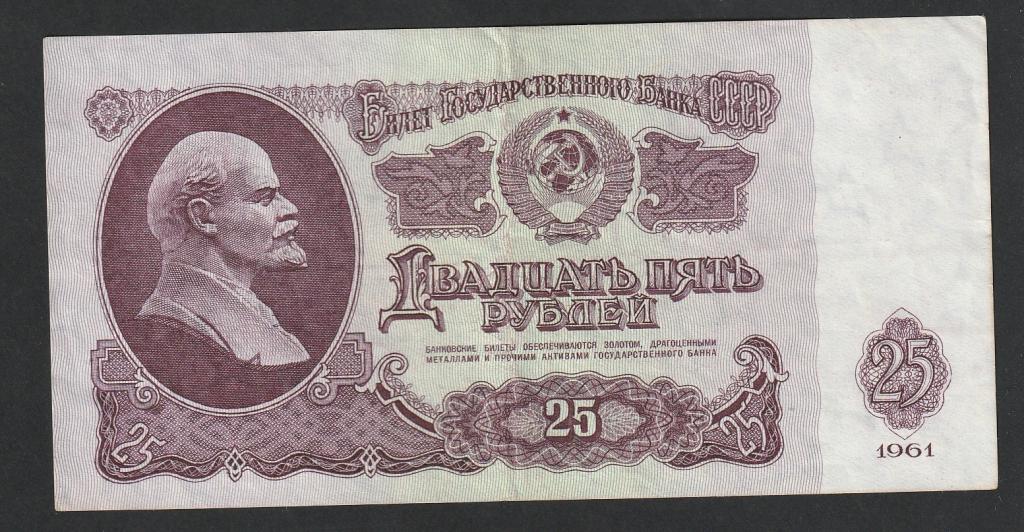 Билет Государственного Банка СССР
Двадцать пять
рублей
БАНКОВСКИЕ БИЛЕТЫ ОБЕСПЕЧИВАЮТСЯ ЗОЛОТОМ, ДРАГОЦЕННЫМИ
МЕТАЛЛАМИ И ПРОЧИМИ АКТИВАМИ ГОСУДАРСТВЕННОГО БАНКА
25
25
25
25
1961